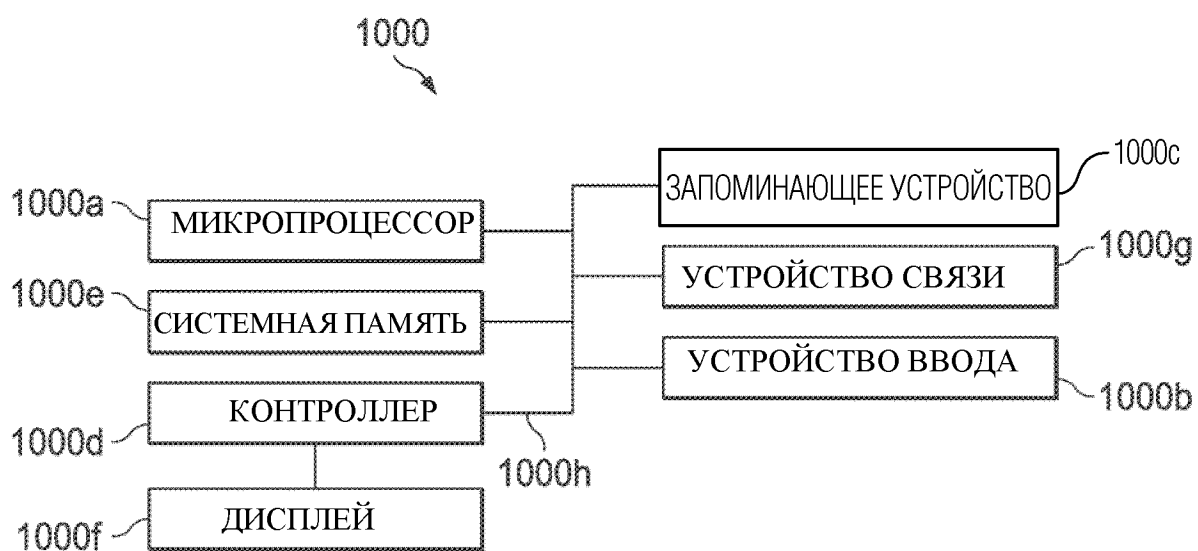 1000
ЗАПОМИНАЮЩЕЕ УСТРОЙСТВО
1000c
1000a
МИКРОПРОЦЕССОР
УСТРОЙСТВО СВЯЗИ
1000g
1000e
СИСТЕМНАЯ ПАМЯТЬ
УСТРОЙСТВО ВВОДА
1000b
1000d
КОНТРОЛЛЕР
1000h
1000f
ДИСПЛЕЙ